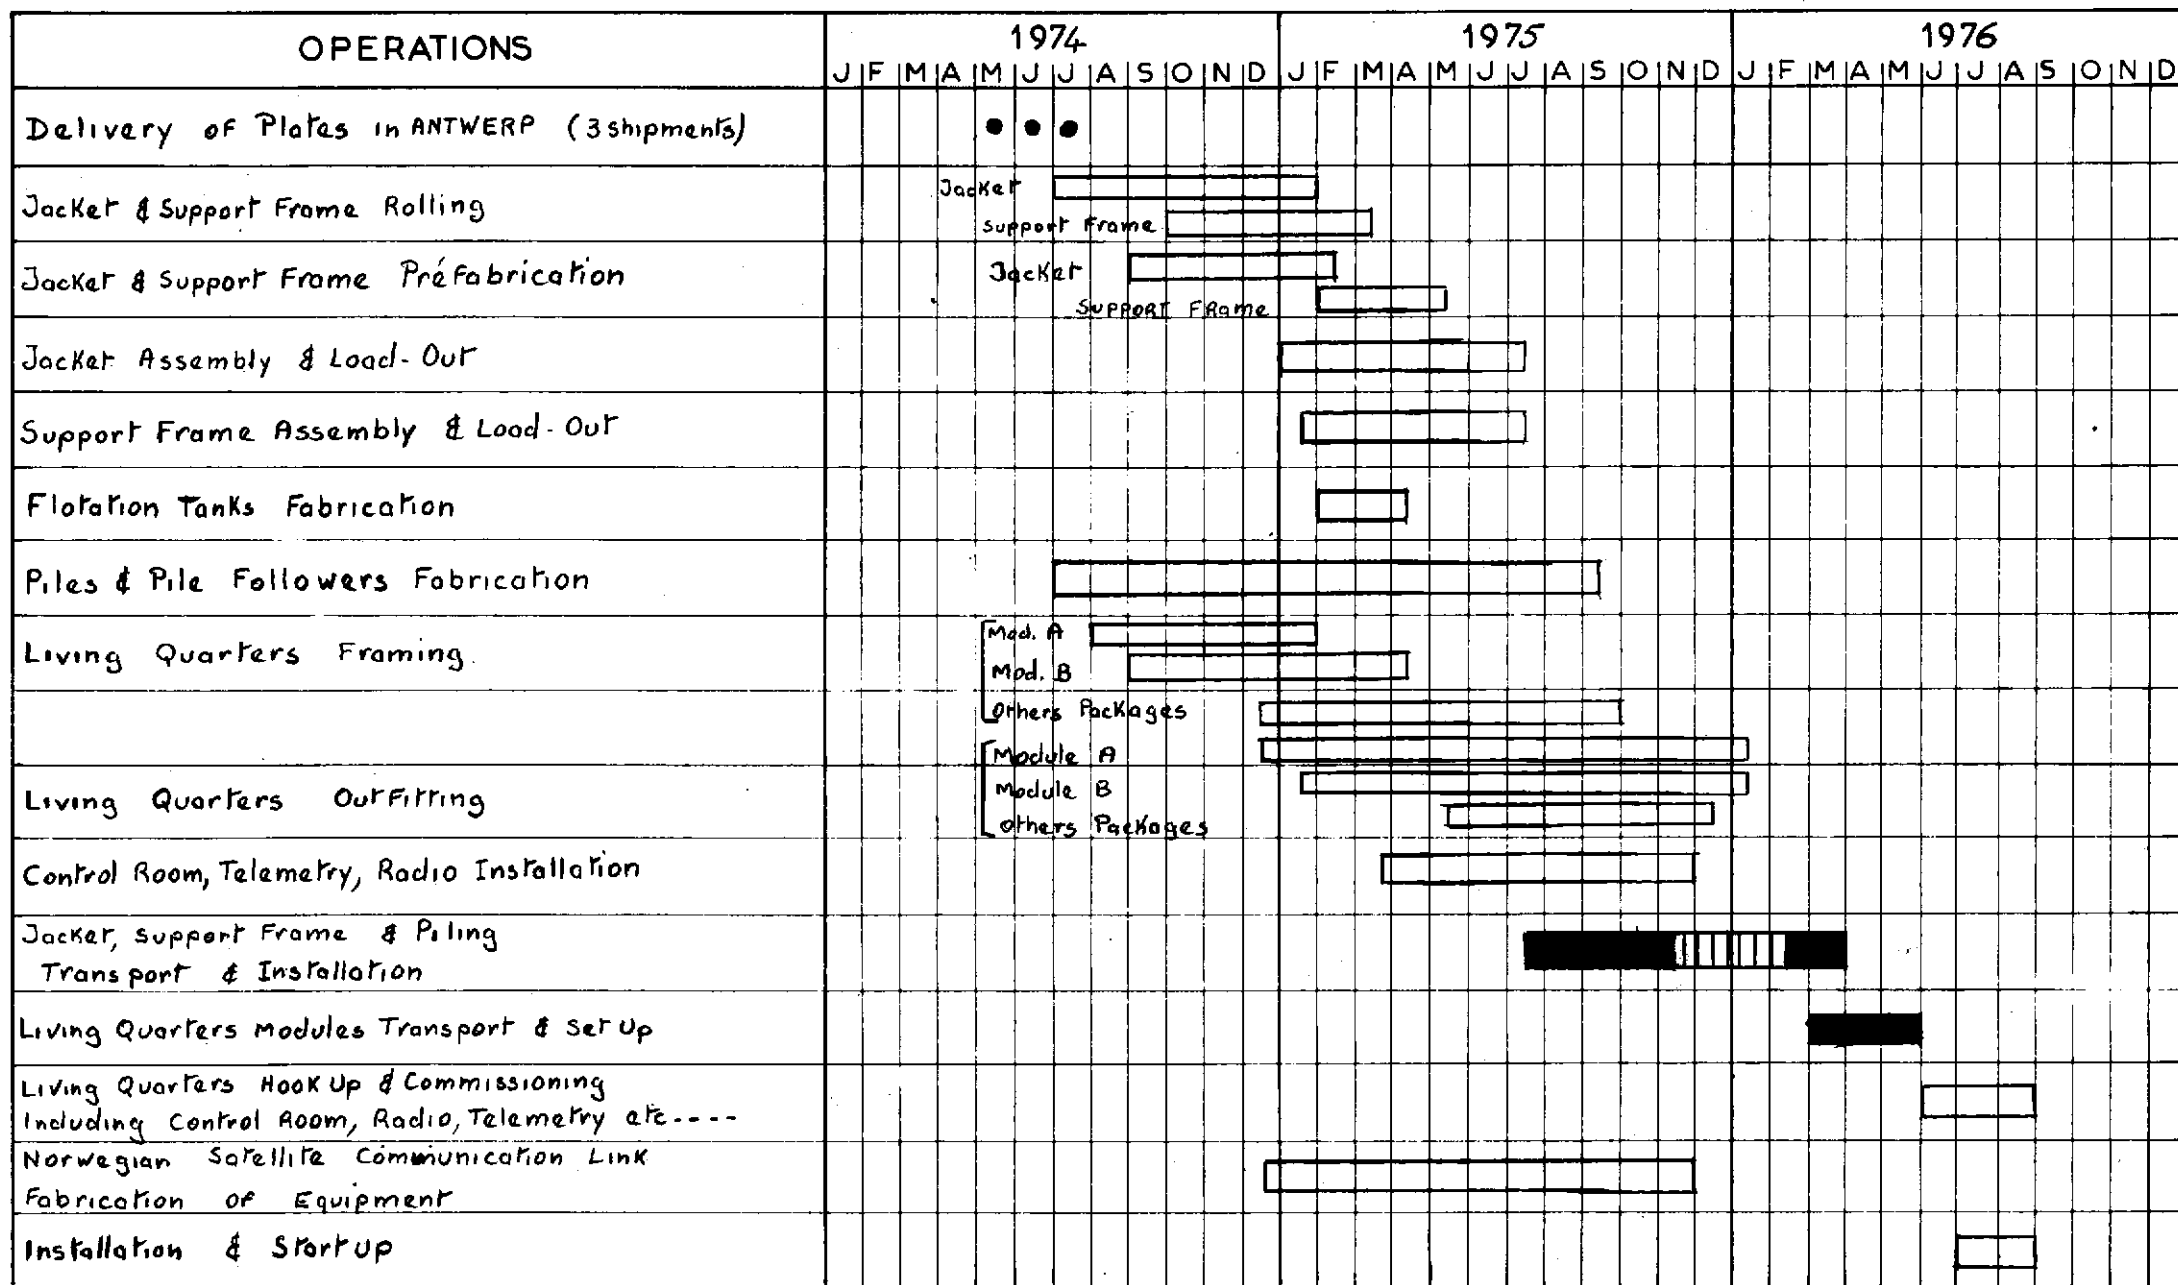 OPERATIONS
1974 1975 1976
J F M A M J J A S O N D J F M A M J J A S O N D J F M A M J J A S O N D
Delivery of Plates in ANTWERP (3 shipments)
Jacket & Support Frame Rolling
Jacket
Support Frame
Jacket & Support Frame Préfabrication
Jacket
SUPPORT FRame
Jacket Assembly & Load-Out
Support Frame Assembly & Load-Out
Flotation Tanks Fabrication
Piles & Pile Followers Fabrication
Living Quarters Framing
Mod. A
Mod. B
Others Packages
Living Quarters OutFitting
Module A
Module B
Others Packages
Control Room, Telemetry, Radio Installation
Jacket, Support Frame & Piling
Transport & Installation
Living Quarters Modules Transport & Set Up
Living Quarters Hook Up & Commissioning
Including Control Room, Radio, Telemetry etc----
Norwegian Satellite Communication Link
Fabrication of Equipment
Installation & Start up